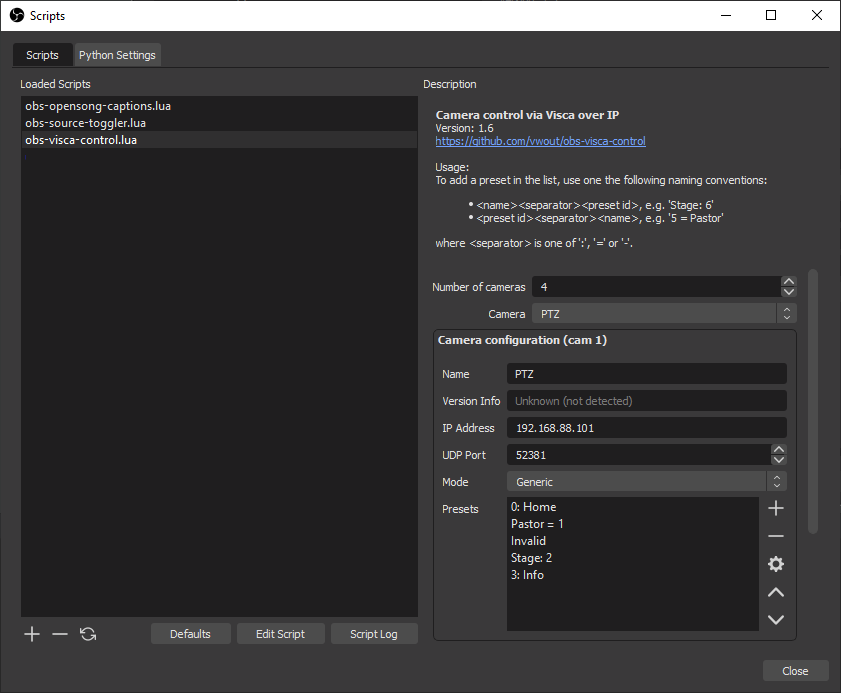 Scripts
Scripts
Python Settings
Loaded Scripts
obs-opensong-captions.lua
obs-source-toggler.lua
obs-visca-control.lua
Defaults
Edit Script
Script Log
Description
Camera control via Visca over IP
Version: 1.6
https://github.com/vwout/obs-visca-control
Usage:
To add a preset in the list, use one the following naming conventions:
• <name><separator><preset id>, e.g. 'Stage: 6'
• <preset id><separator><name>, e.g. '5 = Pastor'
where <separator> is one of ':', '=' or '-'.
Number of cameras 4
Camera PTZ
Camera configuration (cam 1)
Name PTZ
Version Info Unknown (not detected)
IP Address 192.168.88.101
UDP Port 52381
Mode Generic
Presets
0: Home
Pastor = 1
Invalid
Stage: 2
3: Info
Close